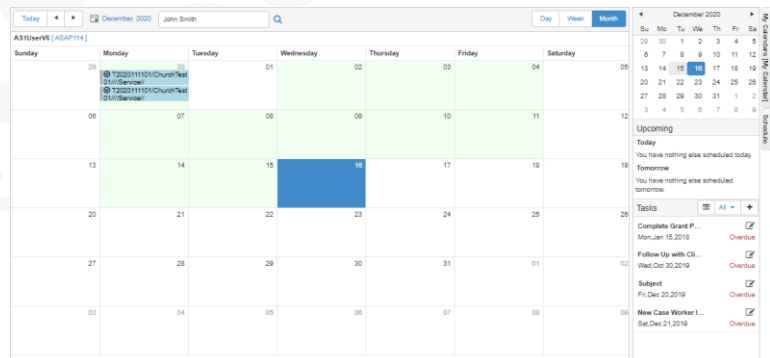 Today
December, 2020
John Smith
Day Week Month
AS1UserV6 [ ASAP114 ]
Sunday Monday Tuesday Wednesday Thursday Friday Saturday
29 30 01 02 03 04 05
T2020111101/ChurchTest
01////Service//
T2020111101/ChurchTest
01////Service//
06 07 08 09 10 11 12
13 14 15 16 17 18 19
20 21 22 23 24 25 26
27 28 29 30 31 01 02
03 04 05 06 07 08 09
December 2020
Su Mo Tu We Th Fr Sa
29 30 1 2 3 4 5
6 7 8 9 10 11 12
13 14 15 16 17 18 19
20 21 22 23 24 25 26
27 28 29 30 31 1 2
3 4 5 6 7 8 9
Upcoming
Today
You have nothing else scheduled today.
Tomorrow
You have nothing else scheduled
tomorrow.
Tasks All +
Complete Grant P...
Mon,Jan 15,2018 Overdue
Follow Up with Cli...
Wed,Oct 30,2019 Overdue
Subject
Fri,Dec 20,2019 Overdue
New Case Worker I...
Sat,Dec 21,2019 Overdue
My Calendars [My Calendar]
Schedule